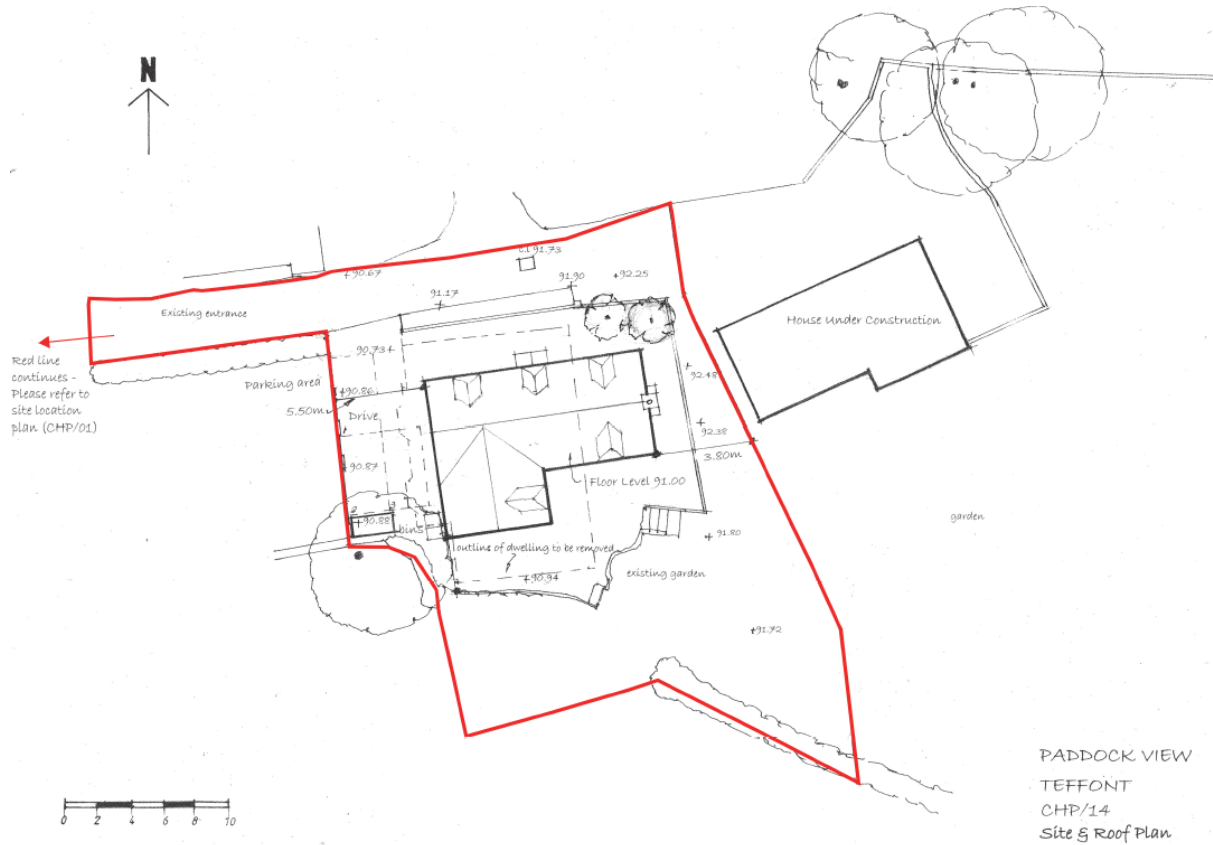 N
c.l 91.73
+90.67
91.90
+92.25
91.17
Existing entrance
House Under Construction
Red line
continues -
Please refer to
site location
plan (CHP/01)
90.73+
Parking area
+90.86
5.50m
Drive
92.48
92.38
3.80m
+90.87
Floor Level 91.00
+90.88
bins
garden
+91.80
outline of dwelling to be removed
+90.94
existing garden
+91.72
0 2 4 6 8 10
PADDOCK VIEW
TEFFONT
CHP/14
Site & Roof Plan